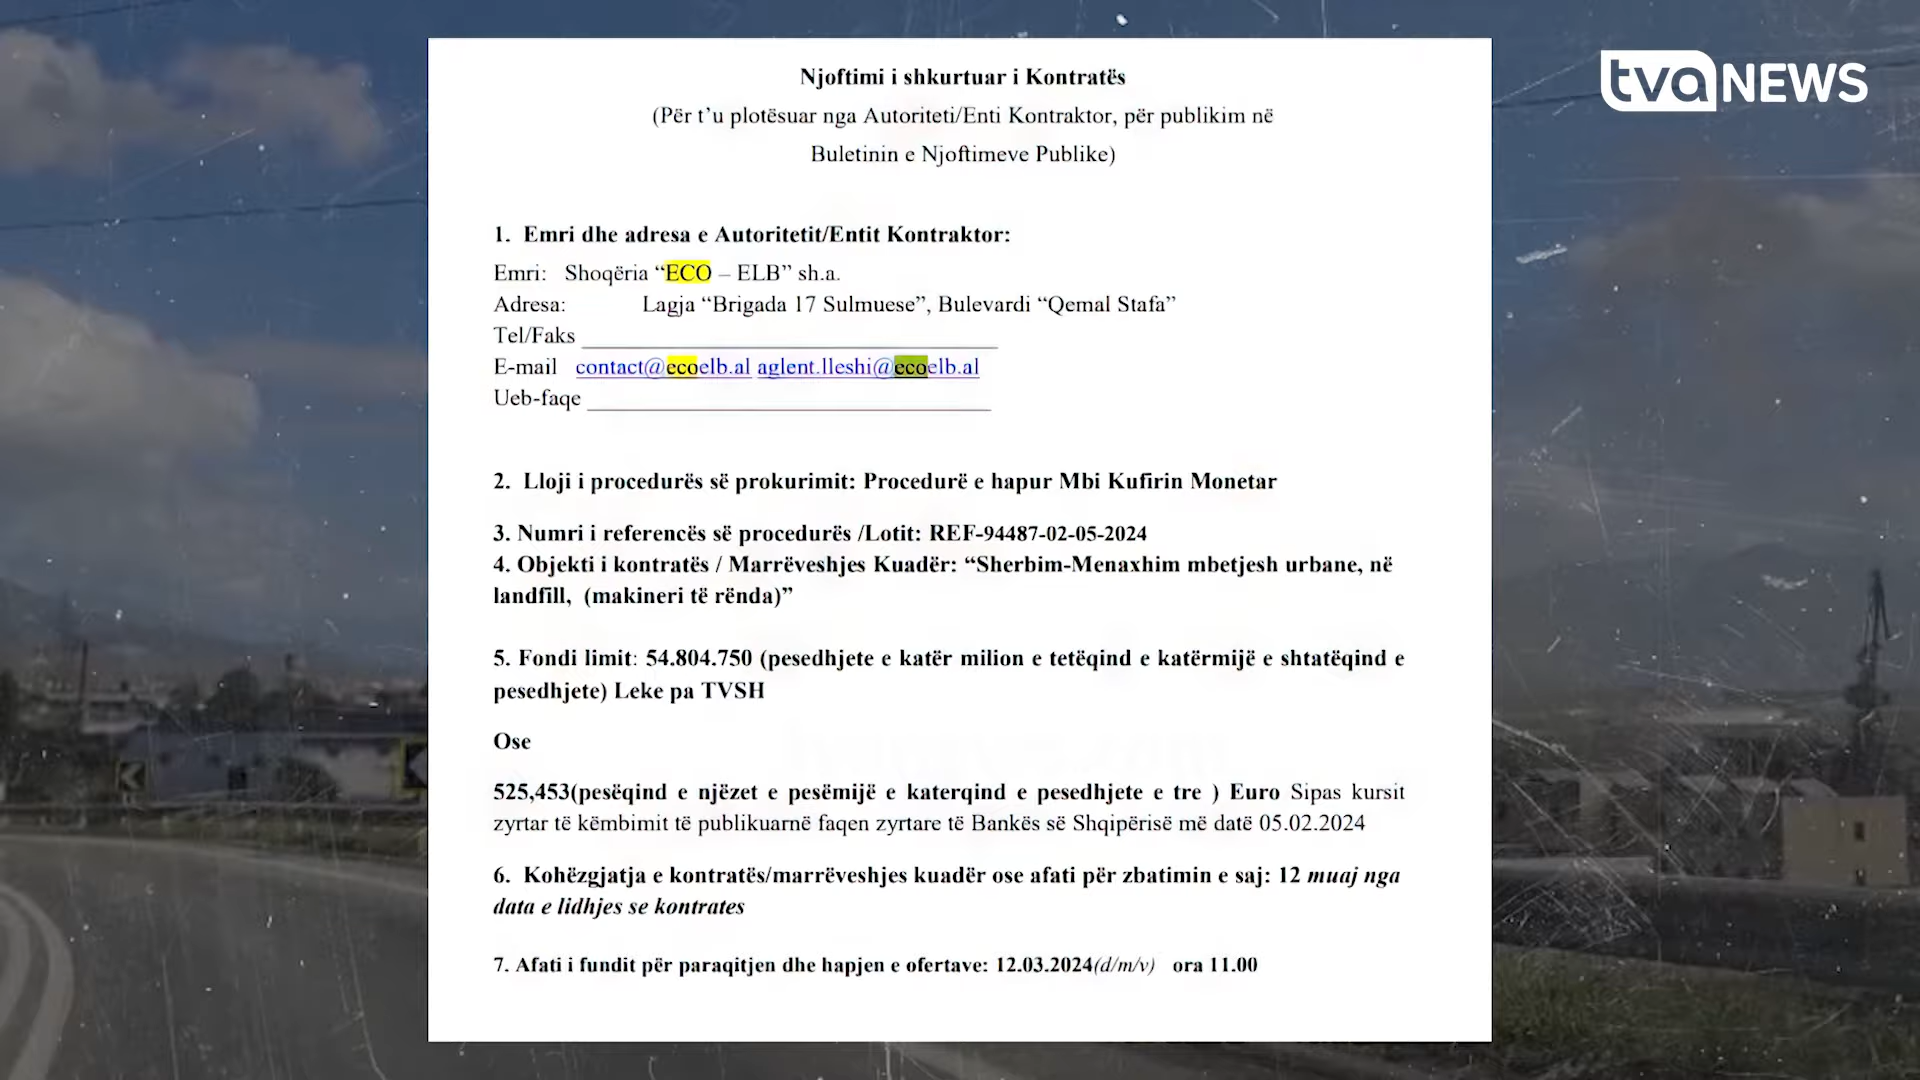 tva NEWS
Njoftimi i shkurtuar i Kontratës
(Për t’u plotësuar nga Autoriteti/Enti Kontraktor, për publikim në
Buletinin e Njoftimeve Publike)
1. Emri dhe adresa e Autoritetit/Entit Kontraktor:
Emri: Shoqëria “ECO – ELB” sh.a.
Adresa: Lagja “Brigada 17 Sulmuese”, Bulevardi “Qemal Stafa”
Tel/Faks
E-mail contact@ecoelb.al aglent.lleshi@ecoelb.al
Ueb-faqe
2. Lloji i procedurës së prokurimit: Procedurë e hapur Mbi Kufirin Monetar
3. Numri i referencës së procedurës /Lotit: REF-94487-02-05-2024
4. Objekti i kontratës / Marrëveshjes Kuadër: “Sherbim-Menaxhim mbetjesh urbane, në
landfill, (makineri të rënda)”
5. Fondi limit: 54.804.750 (pesedhjete e katër milion e tetëqind e katërmijë e shtatëqind e
pesedhjete) Leke pa TVSH
Ose
525,453(pesëqind e njëzet e pesëmijë e katerqind e pesedhjete e tre ) Euro Sipas kursit
zyrtar të këmbimit të publikuarnë faqen zyrtare të Bankës së Shqipërisë më datë 05.02.2024
6. Kohëzgjatja e kontratës/marrëveshjes kuadër ose afati për zbatimin e saj: 12 muaj nga
data e lidhjes se kontrates
7. Afati i fundit për paraqitjen dhe hapjen e ofertave: 12.03.2024(d/m/v) ora 11.00